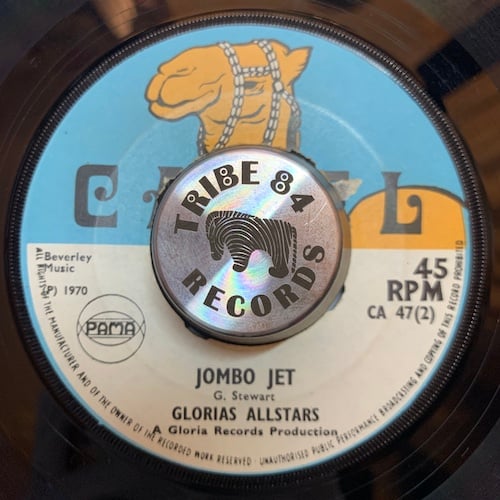 C L
TRIBE 84
RECORDS
Beverley
Music
(P) 1970
PAMA
45
RPM
CA 47(2)
JOMBO JET
G. Stewart
GLORIAS ALLSTARS
A Gloria Records Production
ALL RIGHTS OF THE MANUFACTURER AND OF THE OWNER OF THE RECORDED WORK RESERVED · UNAUTHORISED PUBLIC PERFORMANCE BROADCASTING AND COPYING OF THIS RECORD PROHIBITED